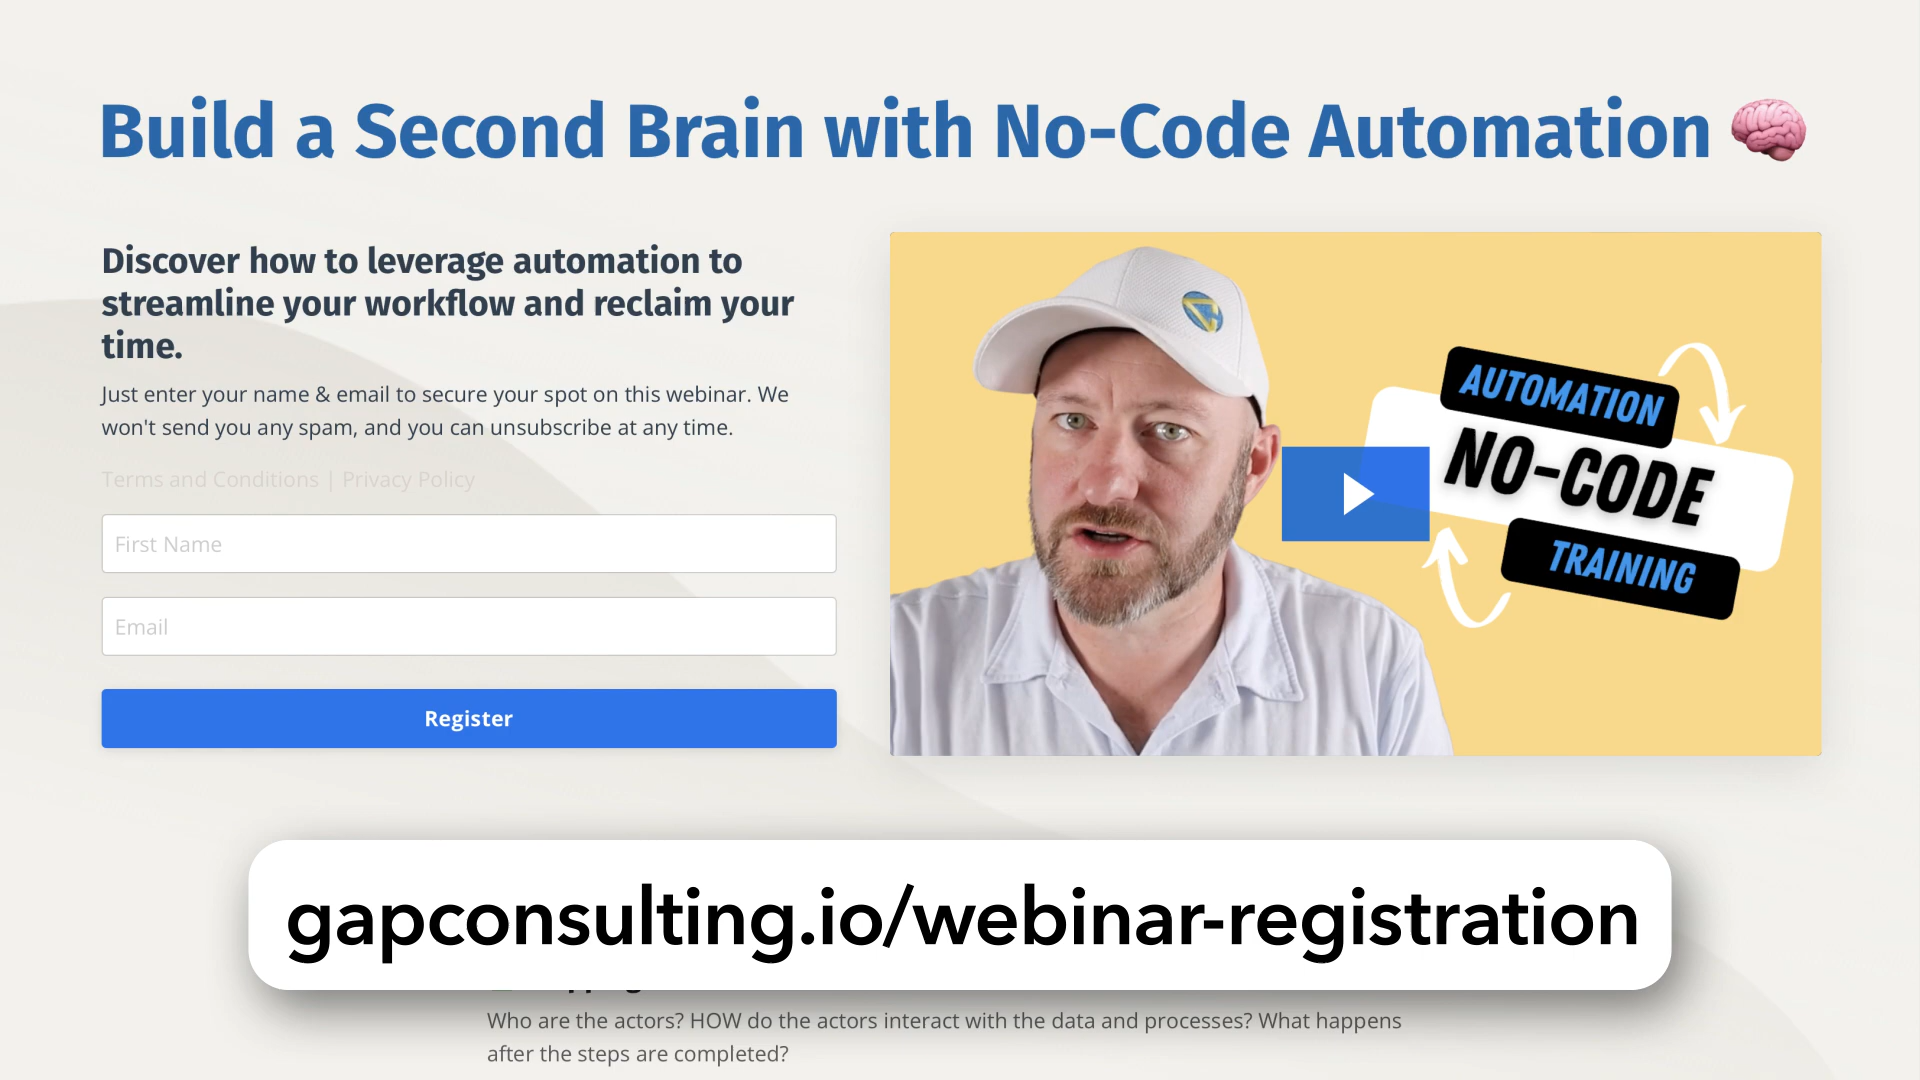 Build a Second Brain with No-Code Automation
Discover how to leverage automation to
streamline your workflow and reclaim your
time.
Just enter your name & email to secure your spot on this webinar. We
won't send you any spam, and you can unsubscribe at any time.
Terms and Conditions | Privacy Policy
First Name
Email
Register
AUTOMATION
NO-CODE
TRAINING
gapconsulting.io/webinar-registration
Who are the actors? HOW do the actors interact with the data and processes? What happens
after the steps are completed?